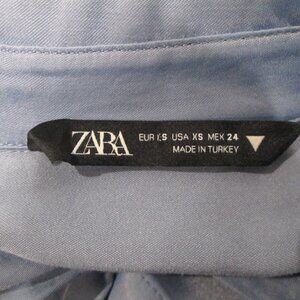 ZARA
EUR XS USA XS MEX 24
MADE IN TURKEY